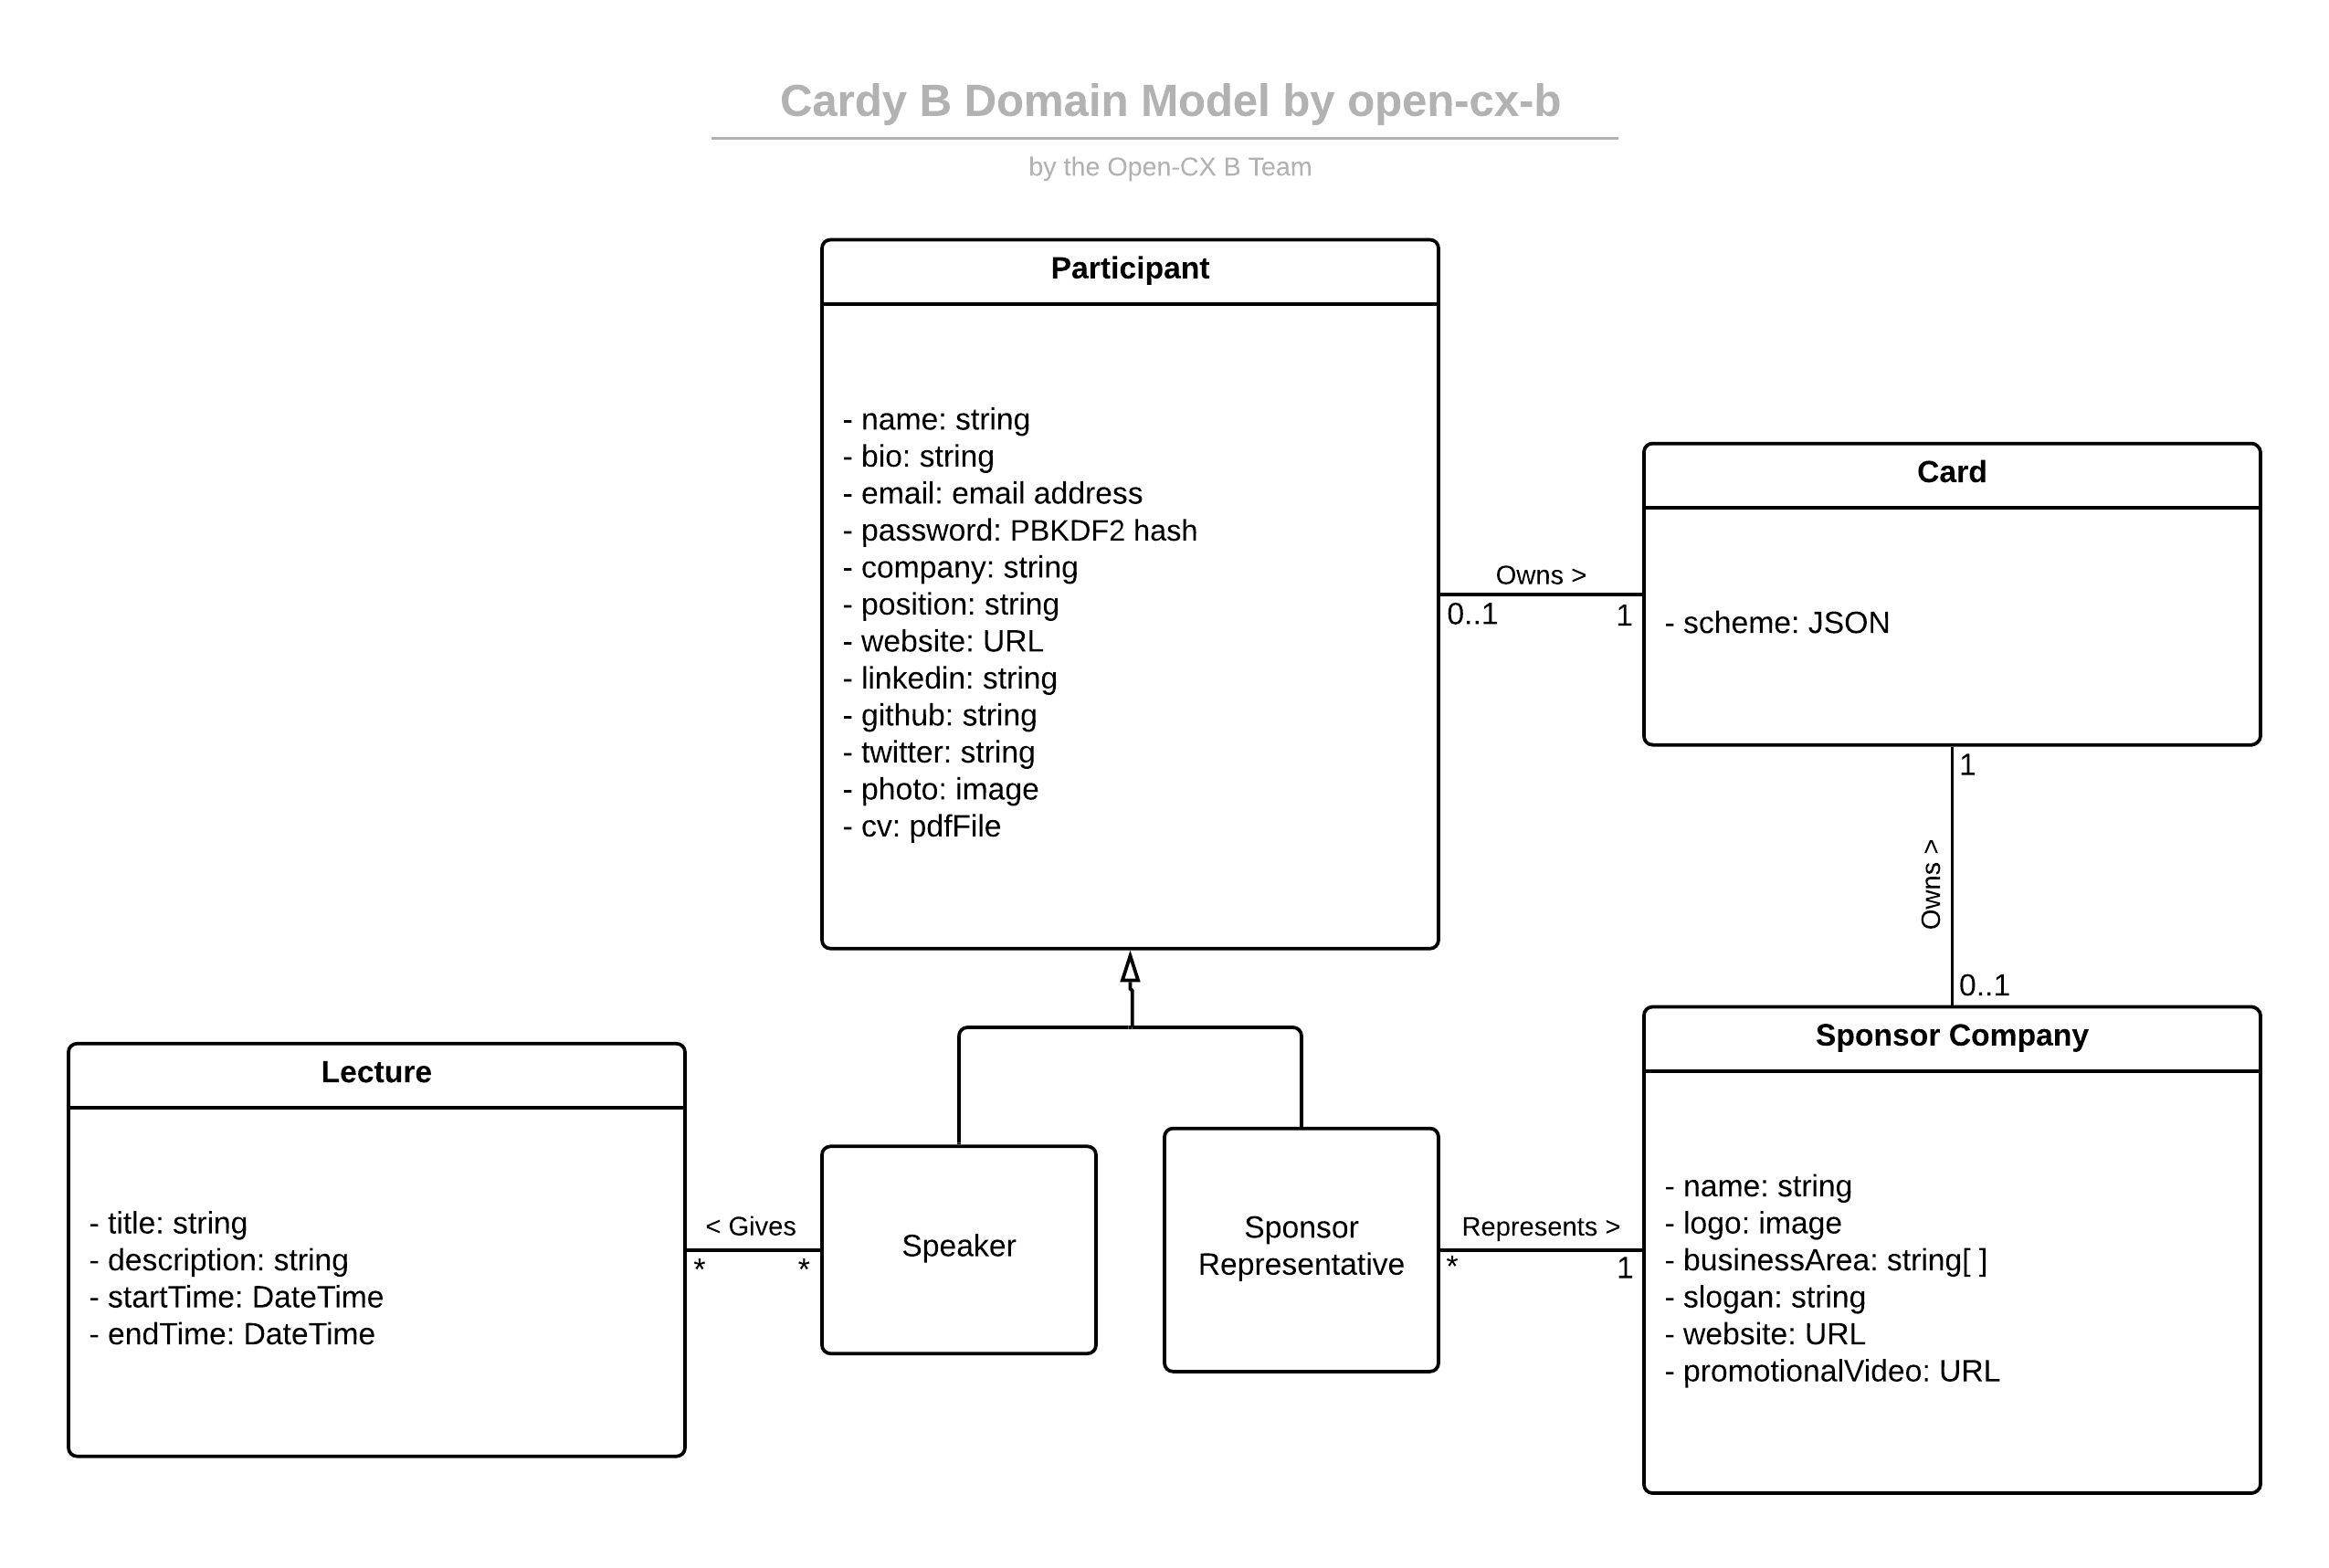 Cardy B Domain Model by open-cx-b
by the Open-CX B Team
Participant
- name: string
- bio: string
- email: email address
- password: PBKDF2 hash
- company: string
- position: string
- website: URL
- linkedin: string
- github: string
- twitter: string
- photo: image
- cv: pdfFile
Owns >
0..1
1
Card
- scheme: JSON
1
Owns >
0..1
Lecture
- title: string
- description: string
- startTime: DateTime
- endTime: DateTime
< Gives
*
*
Speaker
Sponsor
Representative
Represents >
*
1
Sponsor Company
- name: string
- logo: image
- businessArea: string[ ]
- slogan: string
- website: URL
- promotionalVideo: URL